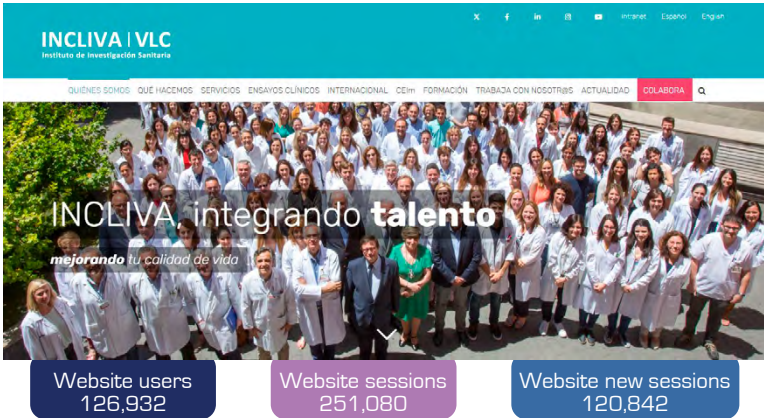 Intranet Español English
INCLIVA | VLC
Instituto de Investigación Sanitaria
QUIÉNES SOMOS QUÉ HACEMOS SERVICIOS ENSAYOS CLÍNICOS INTERNACIONAL CEIm FORMACIÓN TRABAJA CON NOSOTR@S ACTUALIDAD COLABORA
INCLIVA, integrando talento
mejorando tu calidad de vida
Website users
126,932
Website sessions
251,080
Website new sessions
120,842